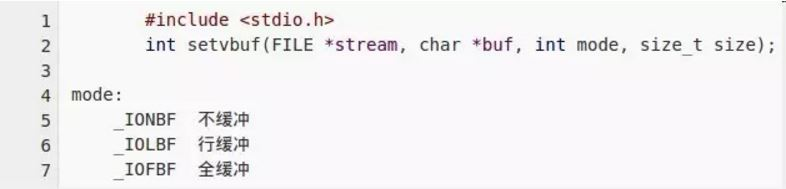 1 #include <stdio.h>
2 int setvbuf(FILE *stream, char *buf, int mode, size_t size);
3
4 mode:
5 _IONBF 不缓冲
6 _IOLBF 行缓冲
7 _IOFBF 全缓冲